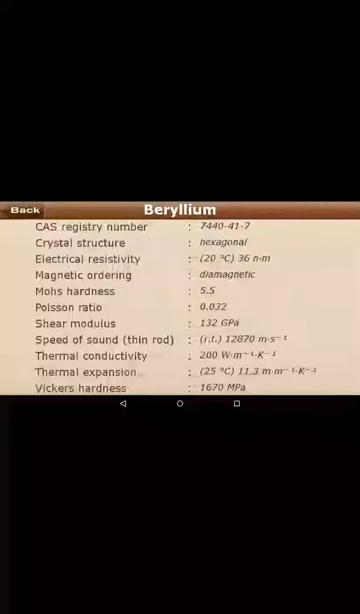 Back
Beryllium
CAS registry number : 7440-41-7
Crystal structure : hexagonal
Electrical resistivity : (20 °C) 36 n·m
Magnetic ordering : diamagnetic
Mohs hardness : 5.5
Poisson ratio : 0.032
Shear modulus : 132 GPa
Speed of sound (thin rod) : (r.t.) 12870 m·s⁻¹
Thermal conductivity : 200 W·m⁻¹·K⁻¹
Thermal expansion : (25 °C) 11.3 m·m⁻¹·K⁻¹
Vickers hardness : 1670 MPa